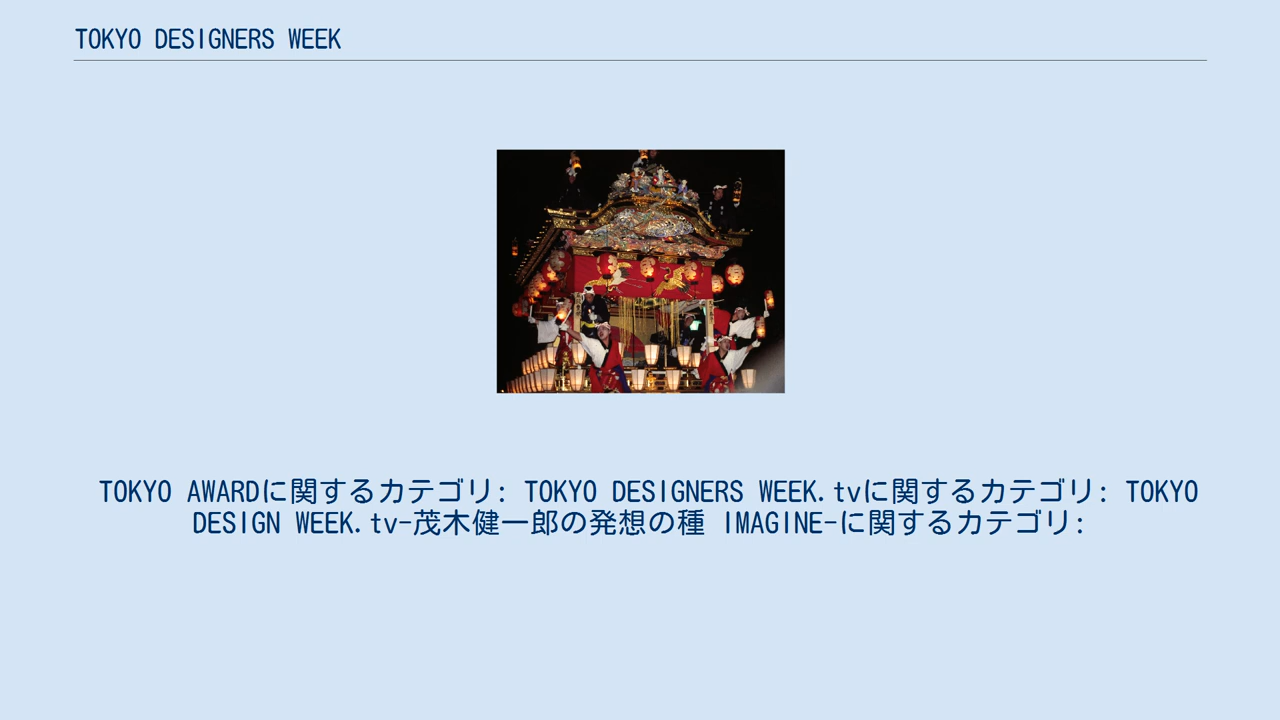 TOKYO DESIGNERS WEEK
TOKYO AWARDに関するカテゴリ: TOKYO DESIGNERS WEEK.tvに関するカテゴリ: TOKYO
DESIGN WEEK.tv-茂木健一郎の発想の種 IMAGINE-に関するカテゴリ: